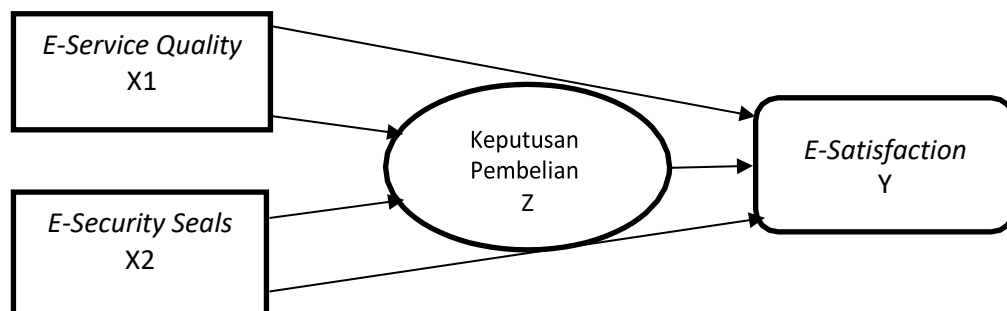 E-Service Quality
X1
E-Security Seals
X2
Keputusan
Pembelian
Z
E-Satisfaction
Y